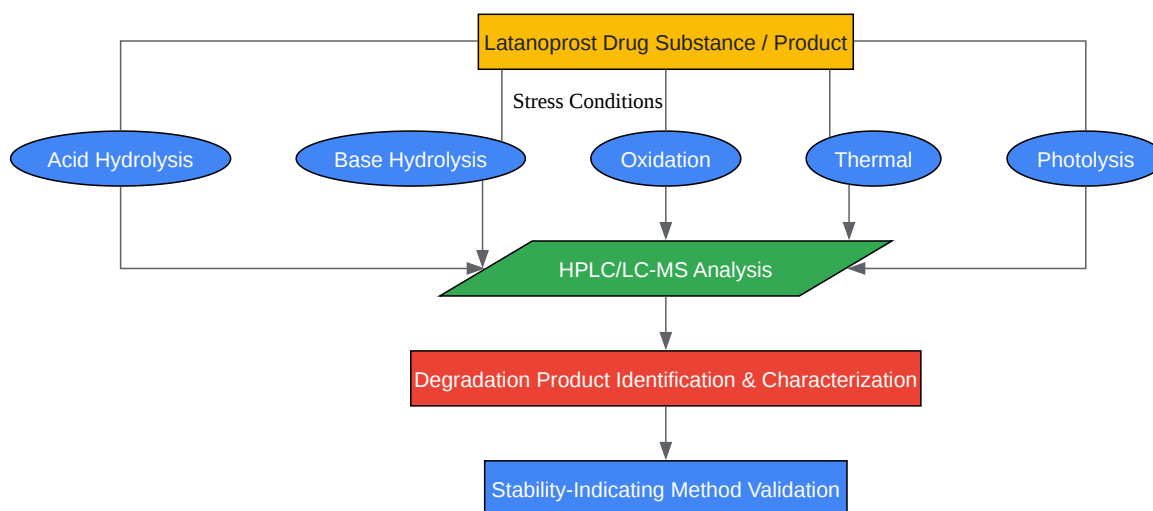 Latanoprost Drug Substance / Product
Stress Conditions
Acid Hydrolysis
Base Hydrolysis
Oxidation
Thermal
Photolysis
HPLC/LC-MS Analysis
Degradation Product Identification & Characterization
Stability-Indicating Method Validation